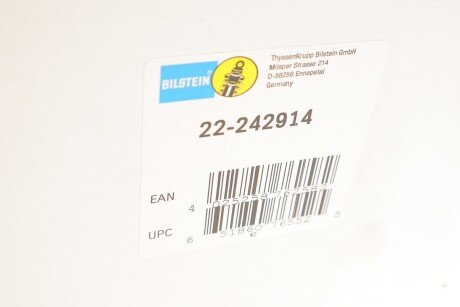 BILSTEIN
ThyssenKrupp Bilstein GmbH
Milsper Strasse 214
D-58256 Ennepetal
Germany
22-242914
EAN
UPC